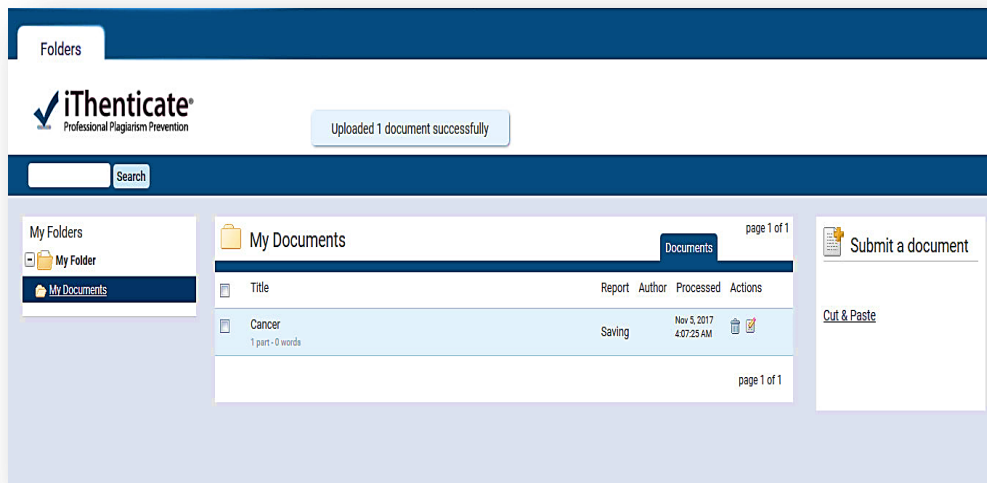 Folders
iThenticate®
Professional Plagiarism Prevention
Uploaded 1 document successfully
Search
My Folders
My Folder
My Documents
My Documents
page 1 of 1
Documents
Title Report Author Processed Actions
Cancer
1 part - 0 words
Saving
Nov 5, 2017
4:07:25 AM
page 1 of 1
Submit a document
Cut & Paste